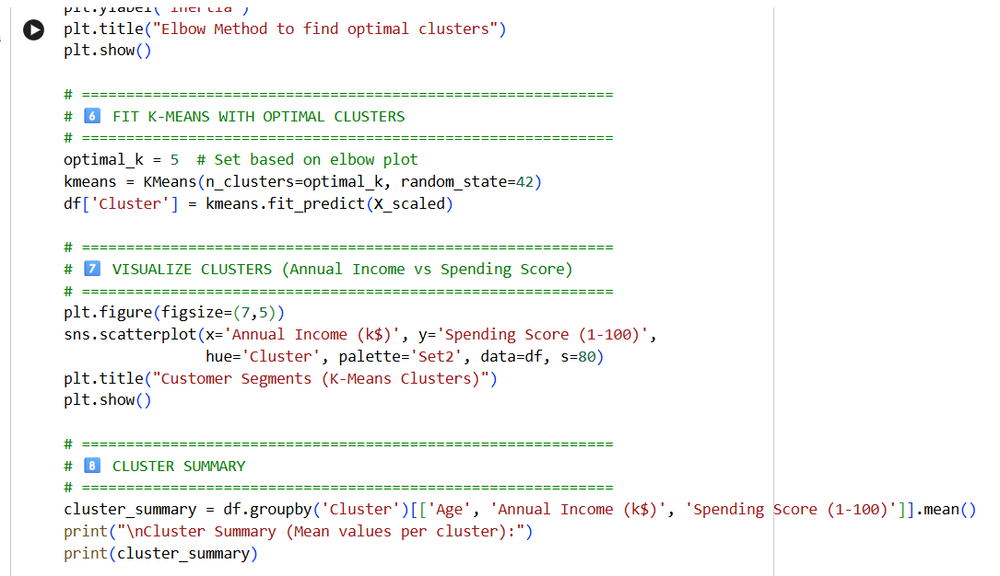 plt.ylabel("Inertia")
plt.title("Elbow Method to find optimal clusters")
plt.show()
# ============================================================
# 6️⃣ FIT K-MEANS WITH OPTIMAL CLUSTERS
# ============================================================
optimal_k = 5  # Set based on elbow plot
kmeans = KMeans(n_clusters=optimal_k, random_state=42)
df['Cluster'] = kmeans.fit_predict(X_scaled)
# ============================================================
# 7️⃣ VISUALIZE CLUSTERS (Annual Income vs Spending Score)
# ============================================================
plt.figure(figsize=(7,5))
sns.scatterplot(x='Annual Income (k$)', y='Spending Score (1-100)',
                hue='Cluster', palette='Set2', data=df, s=80)
plt.title("Customer Segments (K-Means Clusters)")
plt.show()
# ============================================================
# 8️⃣ CLUSTER SUMMARY
# ============================================================
cluster_summary = df.groupby('Cluster')[['Age', 'Annual Income (k$)', 'Spending Score (1-100)']].mean()
print("\nCluster Summary (Mean values per cluster):")
print(cluster_summary)